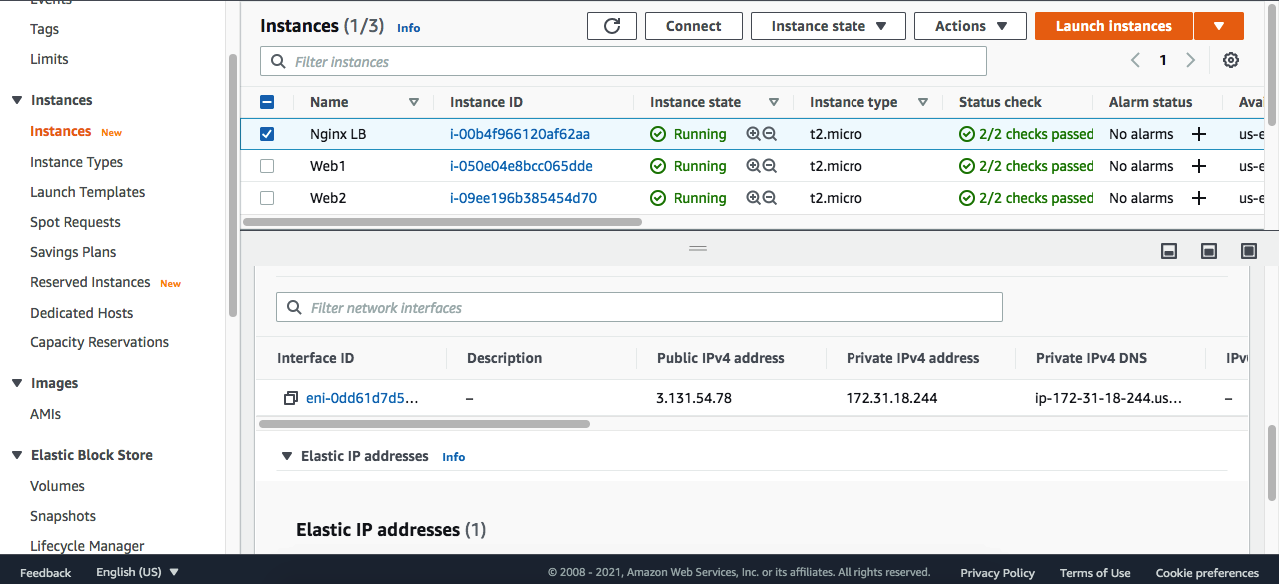 Events
Tags
Limits
Instances
Instances New
Instance Types
Launch Templates
Spot Requests
Savings Plans
Reserved Instances New
Dedicated Hosts
Capacity Reservations
Images
AMIs
Elastic Block Store
Volumes
Snapshots
Lifecycle Manager
Instances (1/3) Info
Connect
Instance state
Actions
Launch instances
Filter instances
1
Name Instance ID Instance state Instance type Status check Alarm status Avai
Nginx LB i-00b4f966120af62aa Running t2.micro 2/2 checks passed No alarms us-e
Web1 i-050e04e8bcc065dde Running t2.micro 2/2 checks passed No alarms us-e
Web2 i-09ee196b385454d70 Running t2.micro 2/2 checks passed No alarms us-e
Filter network interfaces
Interface ID Description Public IPv4 address Private IPv4 address Private IPv4 DNS IPv
eni-0dd61d7d5... – 3.131.54.78 172.31.18.244 ip-172-31-18-244.us... –
Elastic IP addresses Info
Elastic IP addresses (1)
Feedback English (US) © 2008 - 2021, Amazon Web Services, Inc. or its affiliates. All rights reserved. Privacy Policy Terms of Use Cookie preferences